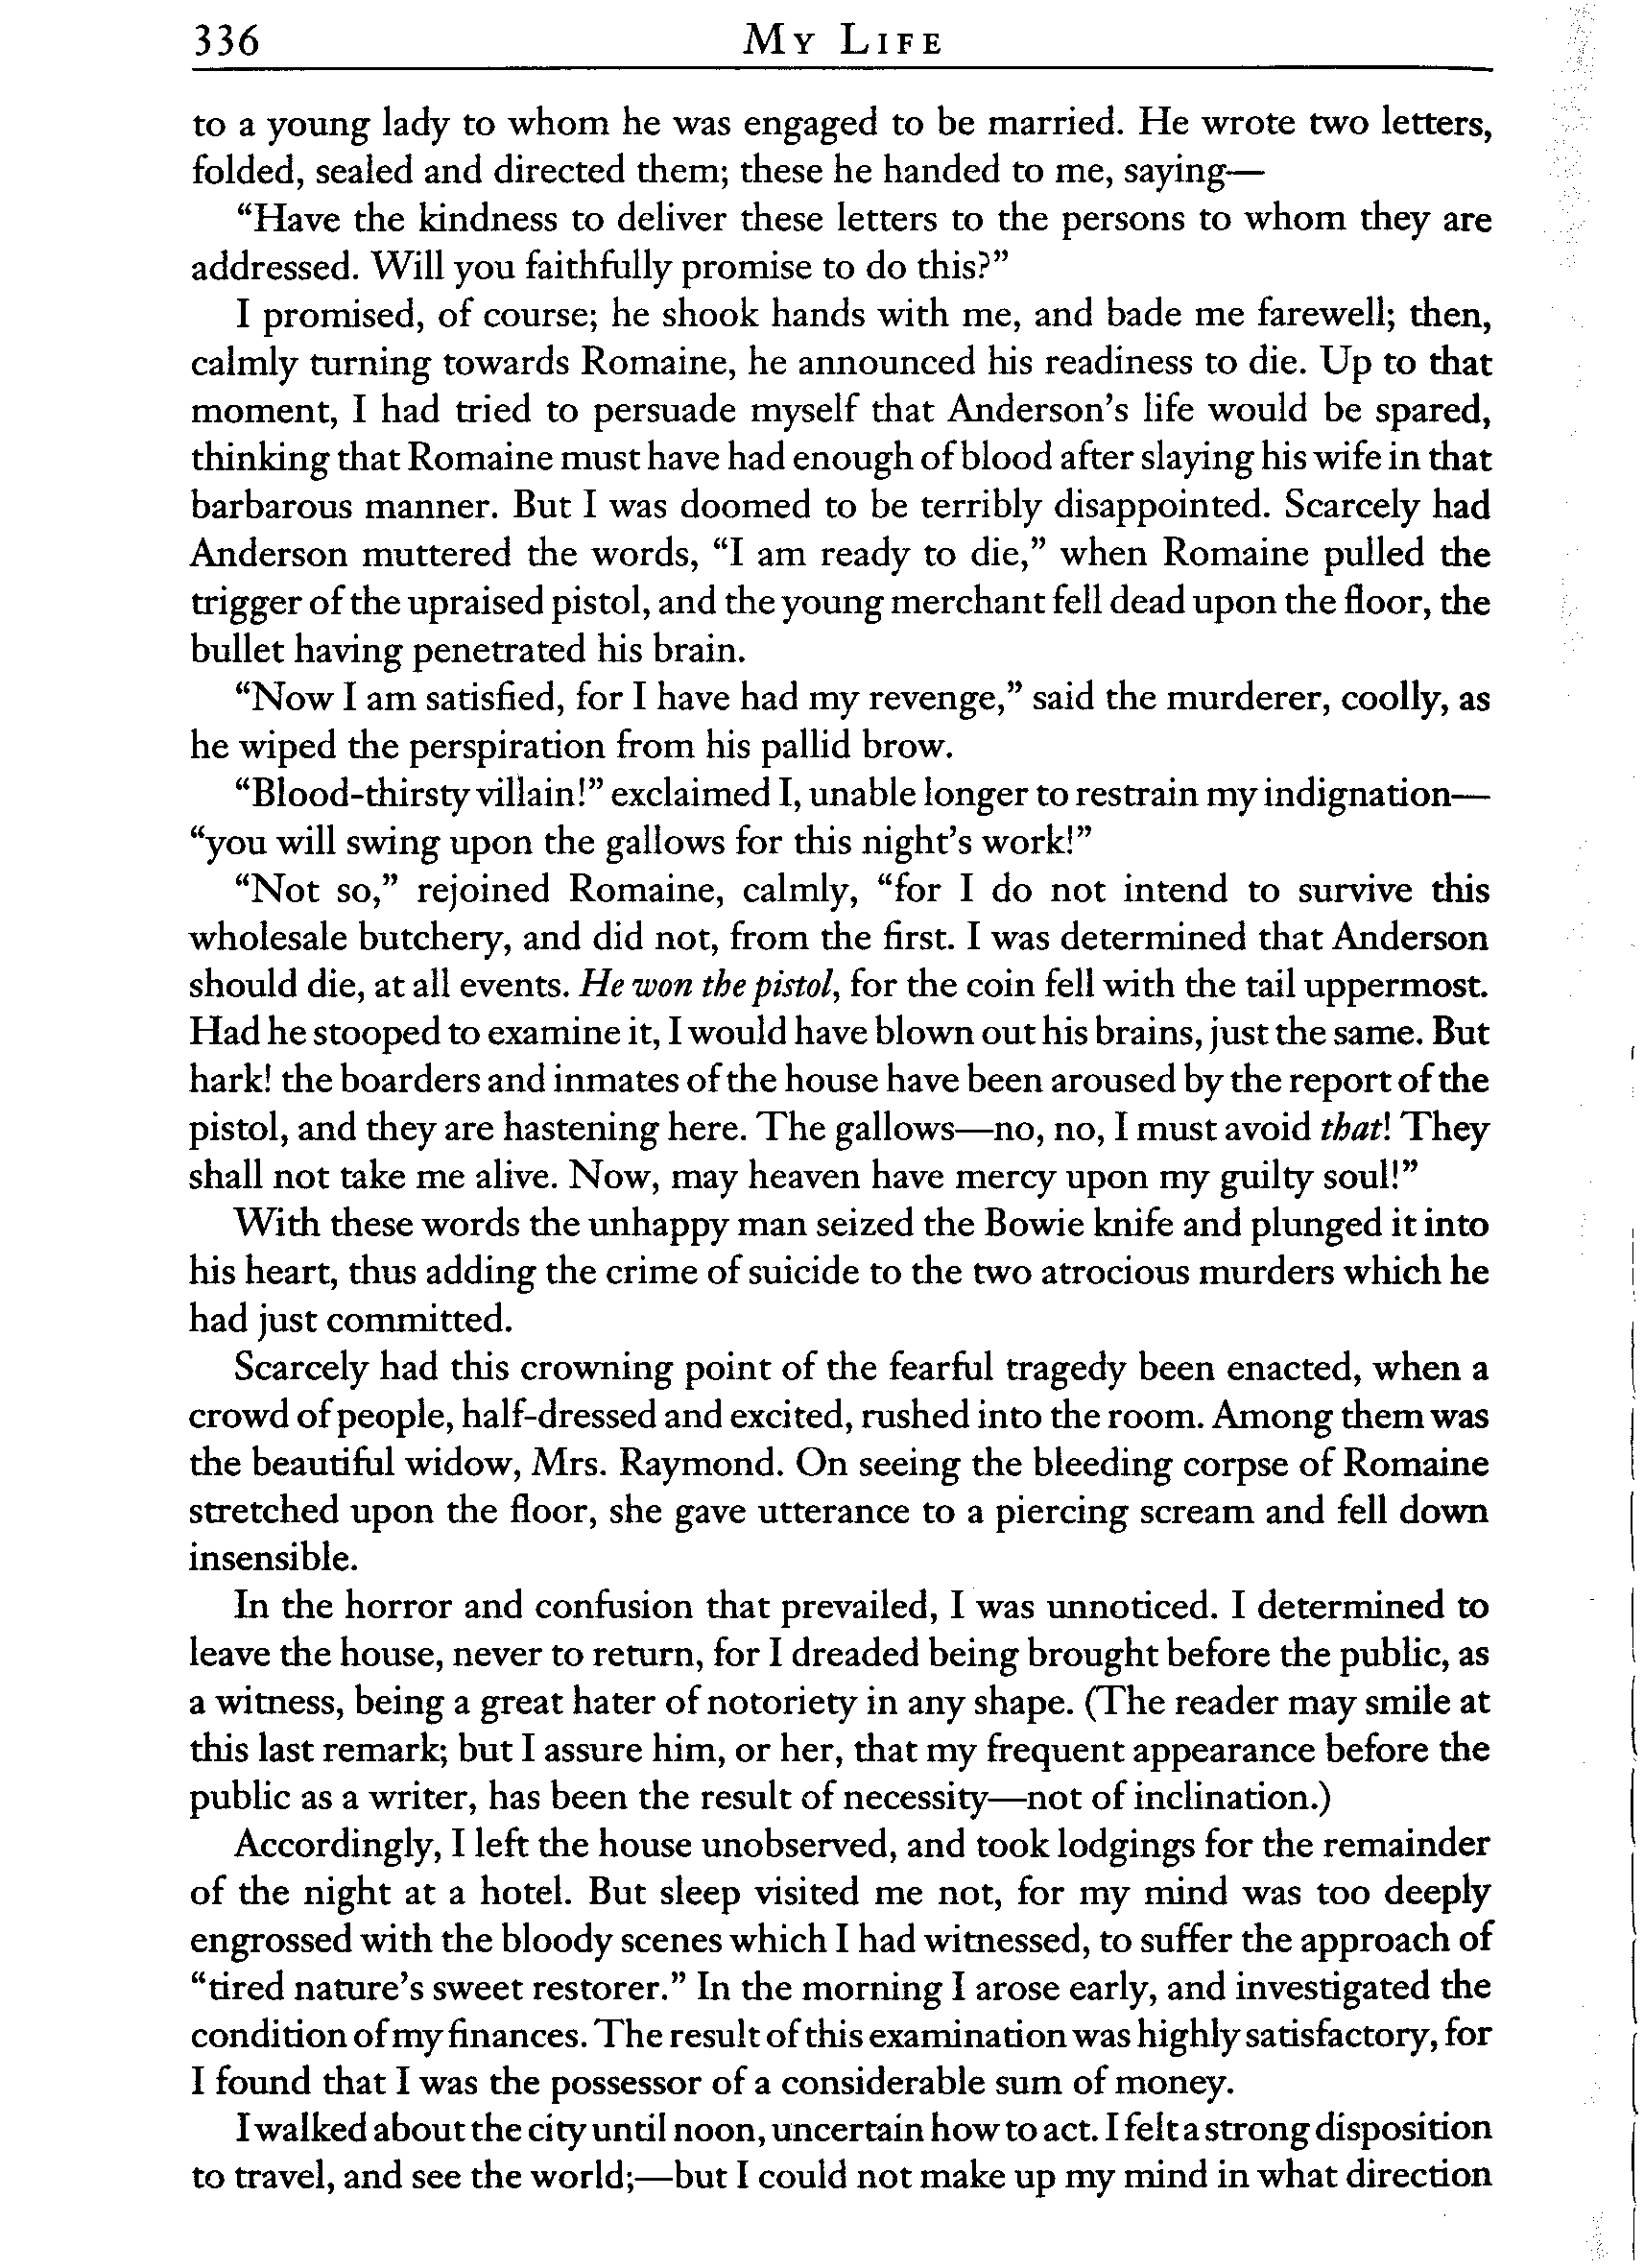 336 My Life
to a young lady to whom he was engaged to be married. He wrote two letters,
folded, sealed and directed them; these he handed to me, saying—
“Have the kindness to deliver these letters to the persons to whom they are
addressed. Will you faithfully promise to do this?”
I promised, of course; he shook hands with me, and bade me farewell; then,
calmly turning towards Romaine, he announced his readiness to die. Up to that
moment, I had tried to persuade myself that Anderson’s life would be spared,
thinking that Romaine must have had enough of blood after slaying his wife in that
barbarous manner. But I was doomed to be terribly disappointed. Scarcely had
Anderson muttered the words, “I am ready to die,” when Romaine pulled the
trigger of the upraised pistol, and the young merchant fell dead upon the floor, the
bullet having penetrated his brain.
“Now I am satisfied, for I have had my revenge,” said the murderer, coolly, as
he wiped the perspiration from his pallid brow.
“Blood-thirsty villain!” exclaimed I, unable longer to restrain my indignation—
“you will swing upon the gallows for this night’s work!”
“Not so,” rejoined Romaine, calmly, “for I do not intend to survive this
wholesale butchery, and did not, from the first. I was determined that Anderson
should die, at all events. He won the pistol, for the coin fell with the tail uppermost.
Had he stooped to examine it, I would have blown out his brains, just the same. But
hark! the boarders and inmates of the house have been aroused by the report of the
pistol, and they are hastening here. The gallows—no, no, I must avoid that! They
shall not take me alive. Now, may heaven have mercy upon my guilty soul!”
With these words the unhappy man seized the Bowie knife and plunged it into
his heart, thus adding the crime of suicide to the two atrocious murders which he
had just committed.
Scarcely had this crowning point of the fearful tragedy been enacted, when a
crowd of people, half-dressed and excited, rushed into the room. Among them was
the beautiful widow, Mrs. Raymond. On seeing the bleeding corpse of Romaine
stretched upon the floor, she gave utterance to a piercing scream and fell down
insensible.
In the horror and confusion that prevailed, I was unnoticed. I determined to
leave the house, never to return, for I dreaded being brought before the public, as
a witness, being a great hater of notoriety in any shape. (The reader may smile at
this last remark; but I assure him, or her, that my frequent appearance before the
public as a writer, has been the result of necessity—not of inclination.)
Accordingly, I left the house unobserved, and took lodgings for the remainder
of the night at a hotel. But sleep visited me not, for my mind was too deeply
engrossed with the bloody scenes which I had witnessed, to suffer the approach of
“tired nature’s sweet restorer.” In the morning I arose early, and investigated the
condition of my finances. The result of this examination was highly satisfactory, for
I found that I was the possessor of a considerable sum of money.
I walked about the city until noon, uncertain how to act. I felt a strong disposition
to travel, and see the world;—but I could not make up my mind in what direction